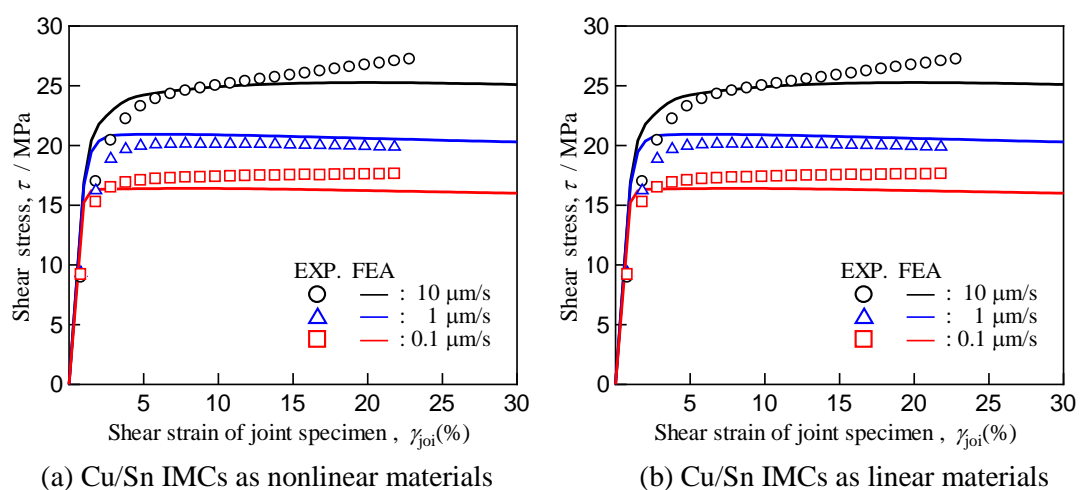 30
25
20
15
10
5
0
Shear stress, τ / MPa
EXP. FEA
: 10 μm/s
: 1 μm/s
: 0.1 μm/s
5 10 15 20 25 30
Shear strain of joint specimen , γjoi(%)
(a) Cu/Sn IMCs as nonlinear materials
30
25
20
15
10
5
0
Shear stress, τ / MPa
EXP. FEA
: 10 μm/s
: 1 μm/s
: 0.1 μm/s
5 10 15 20 25 30
Shear strain of joint specimen , γjoi(%)
(b) Cu/Sn IMCs as linear materials